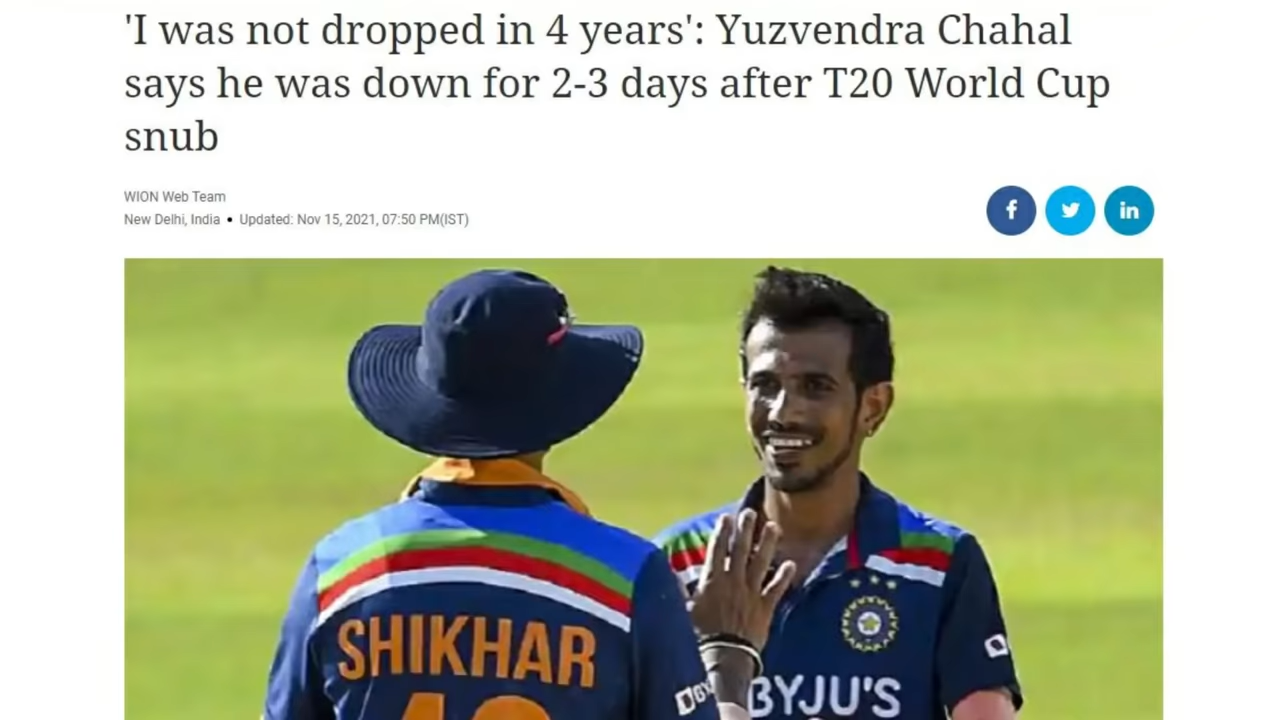 'I was not dropped in 4 years': Yuzvendra Chahal
says he was down for 2-3 days after T20 World Cup
snub
WION Web Team
New Delhi, India • Updated: Nov 15, 2021, 07:50 PM(IST)
f
in
SHIKHAR
BYJU'S